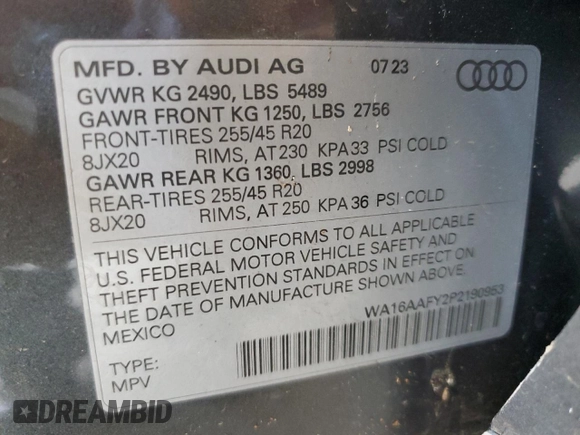 MFD. BY AUDI AG 07 23
GVWR KG 2490, LBS 5489
GAWR FRONT KG 1250, LBS 2756
FRONT-TIRES 255/45 R20
8JX20 RIMS, AT 230 KPA 33 PSI COLD
GAWR REAR KG 1360, LBS 2998
REAR-TIRES 255/45 R20
8JX20 RIMS, AT 250 KPA 36 PSI COLD
THIS VEHICLE CONFORMS TO ALL APPLICABLE
U.S. FEDERAL MOTOR VEHICLE SAFETY AND
THEFT PREVENTION STANDARDS IN EFFECT ON
THE DATE OF MANUFACTURE SHOWN ABOVE.
MEXICO
WA16AAFY2P2190953
TYPE:
MPV
DREAMBID